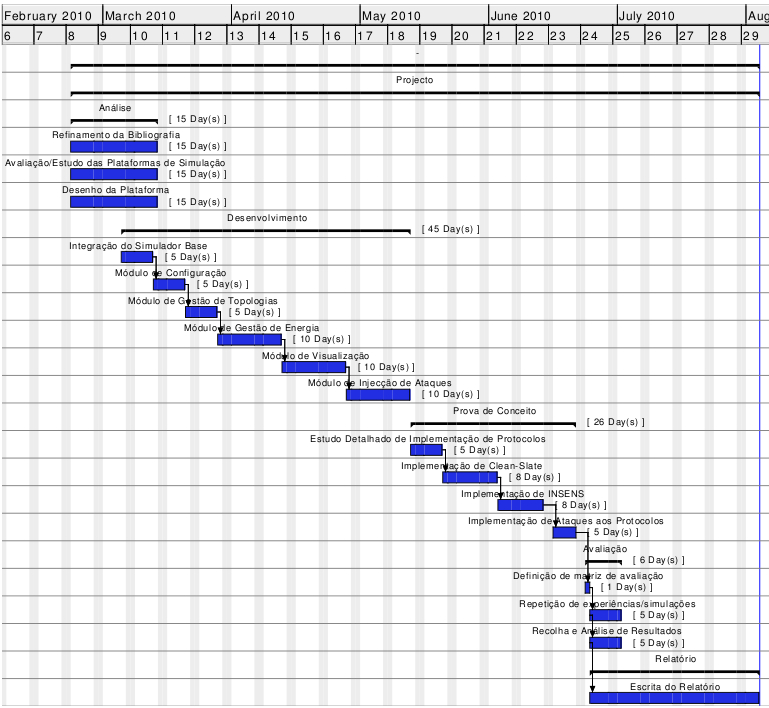 February 2010 March 2010 April 2010 May 2010 June 2010 July 2010 Aug
6 7 8 9 10 11 12 13 14 15 16 17 18 19 20 21 22 23 24 25 26 27 28 29
-
Projecto
Análise
[ 15 Day(s) ]
Refinamento da Bibliografia
[ 15 Day(s) ]
Avaliação/Estudo das Plataformas de Simulação
[ 15 Day(s) ]
Desenho da Plataforma
[ 15 Day(s) ]
Desenvolvimento
[ 45 Day(s) ]
Integração do Simulador Base
[ 5 Day(s) ]
Módulo de Configuração
[ 5 Day(s) ]
Módulo de Gestão de Topologias
[ 5 Day(s) ]
Módulo de Gestão de Energia
[ 10 Day(s) ]
Módulo de Visualização
[ 10 Day(s) ]
Módulo de Injecção de Ataques
[ 10 Day(s) ]
Prova de Conceito
[ 26 Day(s) ]
Estudo Detalhado de Implementação de Protocolos
[ 5 Day(s) ]
Implementação de Clean-Slate
[ 8 Day(s) ]
Implementação de INSENS
[ 8 Day(s) ]
Implementação de Ataques aos Protocolos
[ 5 Day(s) ]
Avaliação
[ 6 Day(s) ]
Definição de matriz de avaliação
[ 1 Day(s) ]
Repetição de experiências/simulações
[ 5 Day(s) ]
Recolha e Análise de Resultados
[ 5 Day(s) ]
Relatório
Escrita do Relatório